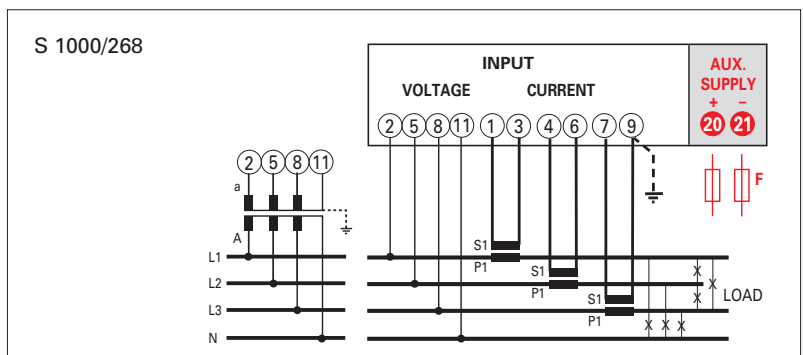 S 1000/268
INPUT
VOLTAGE CURRENT
AUX.
SUPPLY
+ –
2 5 8 11 1 3 4 6 7 9
20 21
2 5 8 11
F
a
A
S1
P1
S1
P1
S1
P1
L1
L2
L3
N
X
X
X
X X X
LOAD